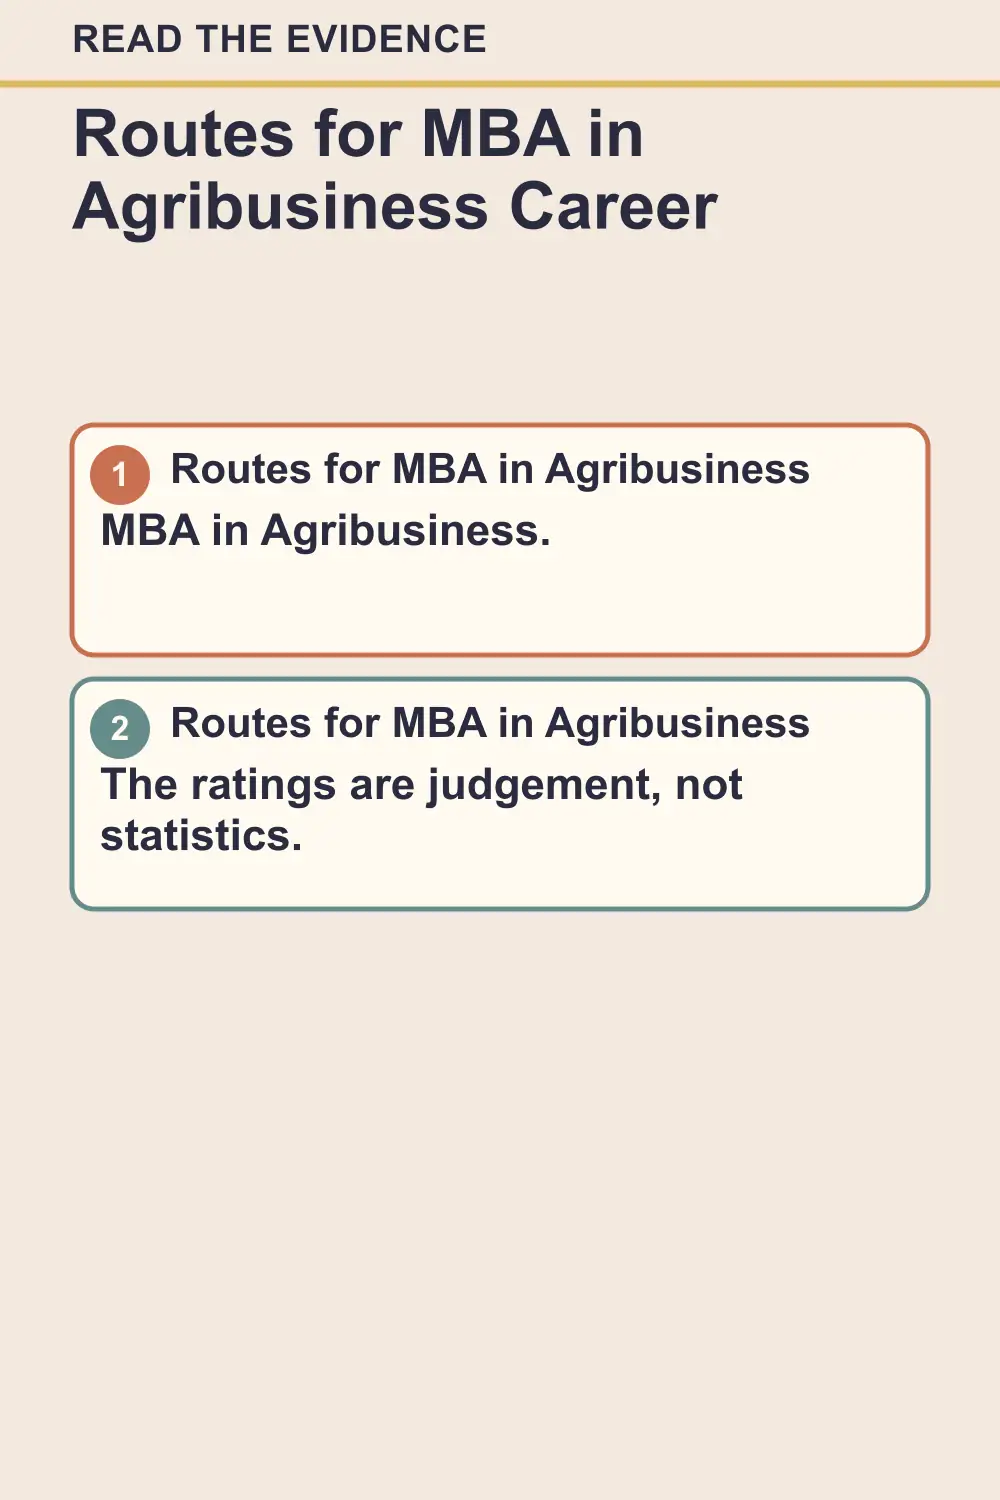 READ THE EVIDENCE
Routes for MBA in
Agribusiness Career
1 Routes for MBA in Agribusiness
MBA in Agribusiness.
2 Routes for MBA in Agribusiness
The ratings are judgement, not
statistics.